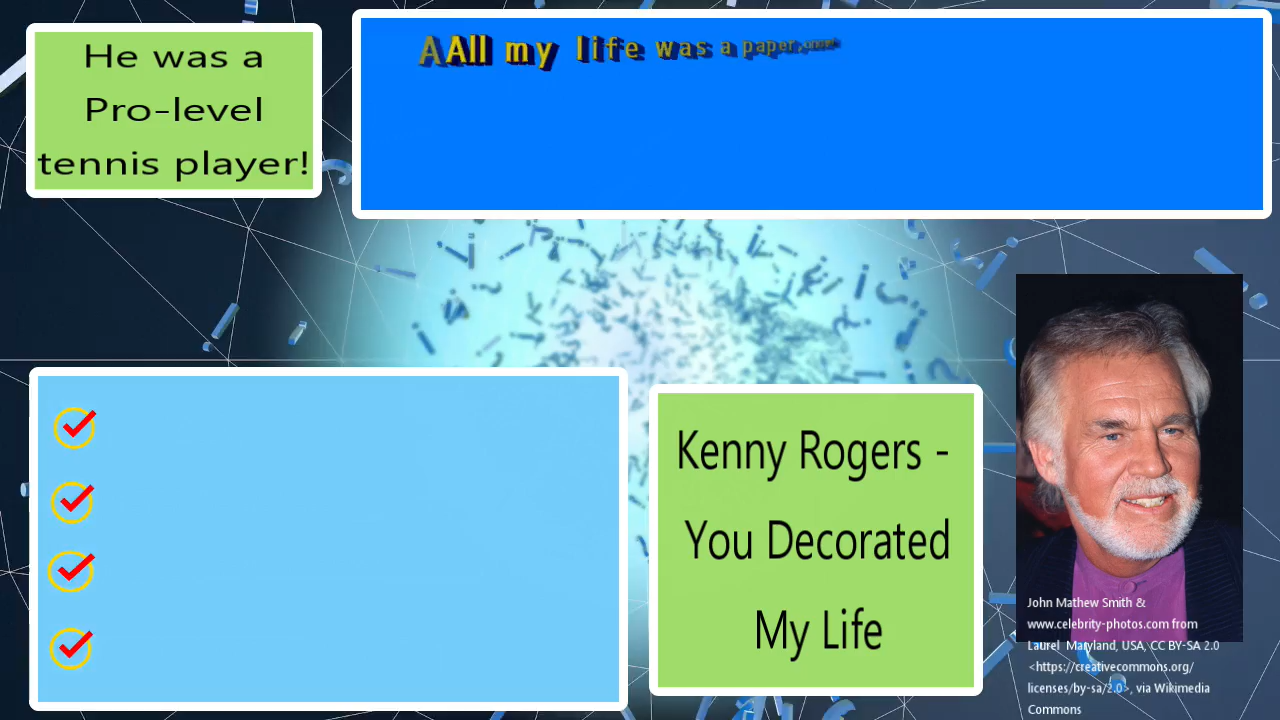 He was a
Pro-level
tennis player!
AAll my life was a paper,
Kenny Rogers -
You Decorated
My Life
John Mathew Smith &
www.celebrity-photos.com from
Laurel Maryland, USA, CC BY-SA 2.0
<https://creativecommons.org/
licenses/by-sa/2.0>, via Wikimedia
Commons